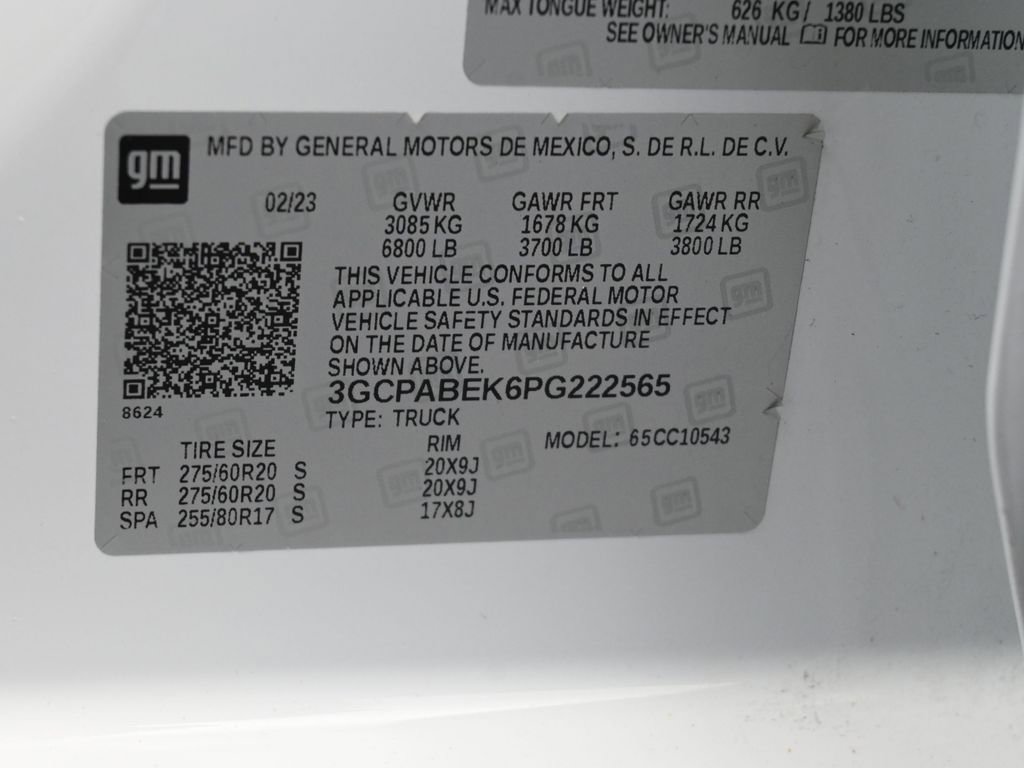 MAX TONGUE WEIGHT: 626 KG/ 1380 LBS
SEE OWNER'S MANUAL FOR MORE INFORMATION
gm MFD BY GENERAL MOTORS DE MEXICO, S. DE R.L. DE C.V.
02/23 GVWR GAWR FRT GAWR RR
3085 KG 1678 KG 1724 KG
6800 LB 3700 LB 3800 LB
THIS VEHICLE CONFORMS TO ALL
APPLICABLE U.S. FEDERAL MOTOR
VEHICLE SAFETY STANDARDS IN EFFECT
ON THE DATE OF MANUFACTURE
SHOWN ABOVE.
3GCPABEK6PG222565
8624
TYPE: TRUCK
TIRE SIZE RIM MODEL: 65CC10543
FRT 275/60R20 S 20X9J
RR 275/60R20 S 20X9J
SPA 255/80R17 S 17X8J